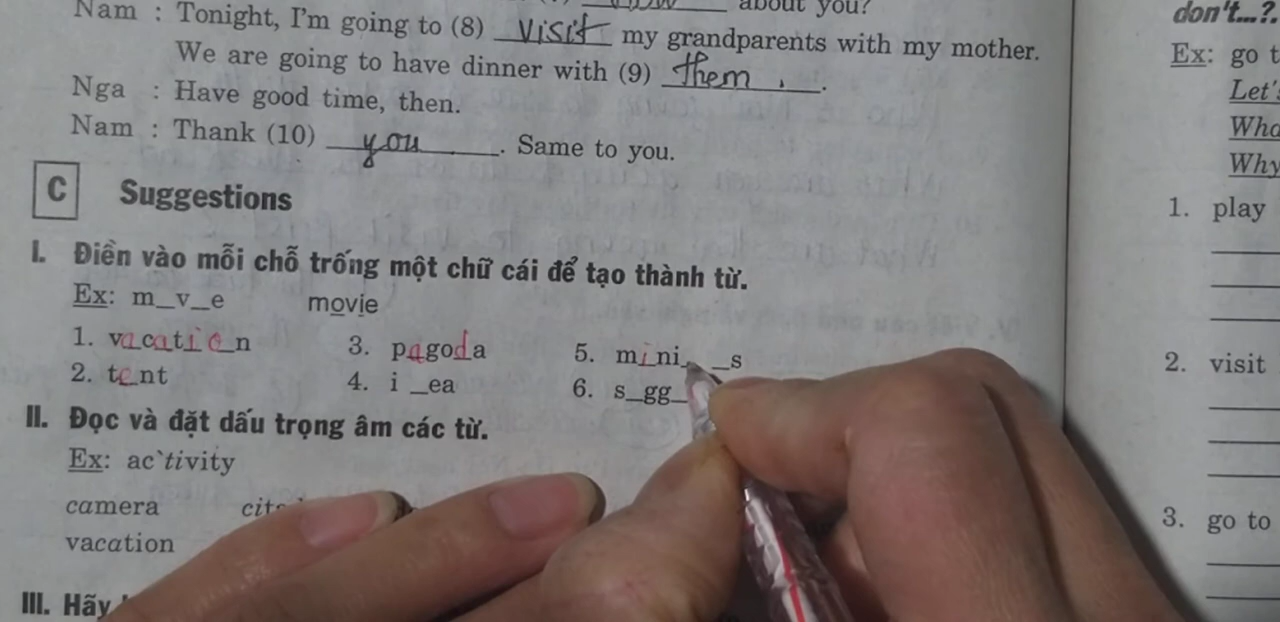 about you?
Nam : Tonight, I'm going to (8) visit my grandparents with my mother.
We are going to have dinner with (9) them.
Nga : Have good time, then.
Nam : Thank (10) you. Same to you.
C Suggestions
I. Điền vào mỗi chỗ trống một chữ cái để tạo thành từ.
Ex: m_v_e movie
1. vacation 3. pagoda 5. mini_ _s
2. tent 4. i _ea 6. s_gg_
II. Đọc và đặt dấu trọng âm các từ.
Ex: ac`tivity
camera
vacation
III. Hãy
don't...?.
Ex: go t
Let's
Why
1. play
2. visit
3. go to